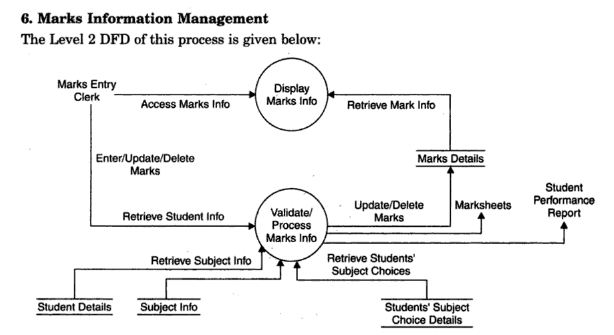 6. Marks Information Management
The Level 2 DFD of this process is given below:
Marks Entry
Clerk
Access Marks Info
Display
Marks Info
Retrieve Mark Info
Enter/Update/Delete
Marks
Marks Details
Retrieve Student Info
Validate/
Process
Marks Info
Update/Delete
Marks
Marksheets
Student
Performance
Report
Retrieve Subject Info
Retrieve Students'
Subject Choices
Student Details
Subject Info
Students' Subject
Choice Details